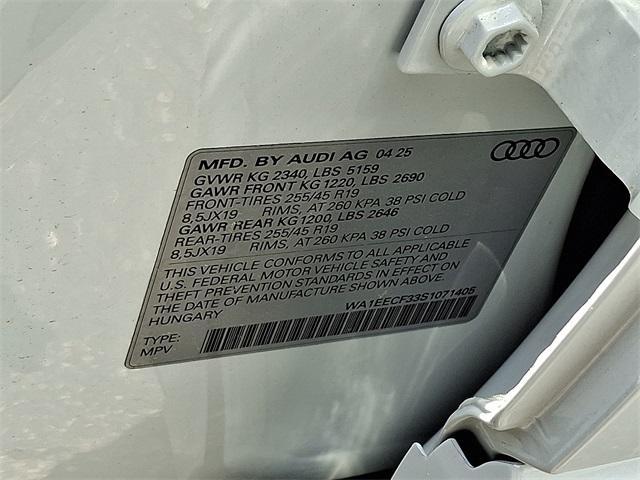 MFD. BY AUDI AG 04 25
GVWR KG 2340, LBS 5159
GAWR FRONT KG 1220, LBS 2690
FRONT-TIRES 255/45 R19
8,5JX19 RIMS, AT 260 KPA 38 PSI COLD
GAWR REAR KG 1200, LBS 2646
REAR-TIRES 255/45 R19
8,5JX19 RIMS, AT 260 KPA 38 PSI COLD
THIS VEHICLE CONFORMS TO ALL APPLICABLE
U.S. FEDERAL MOTOR VEHICLE SAFETY AND
THEFT PREVENTION STANDARDS IN EFFECT ON
THE DATE OF MANUFACTURE SHOWN ABOVE.
HUNGARY
WA1EECF33S1071405
TYPE:
MPV